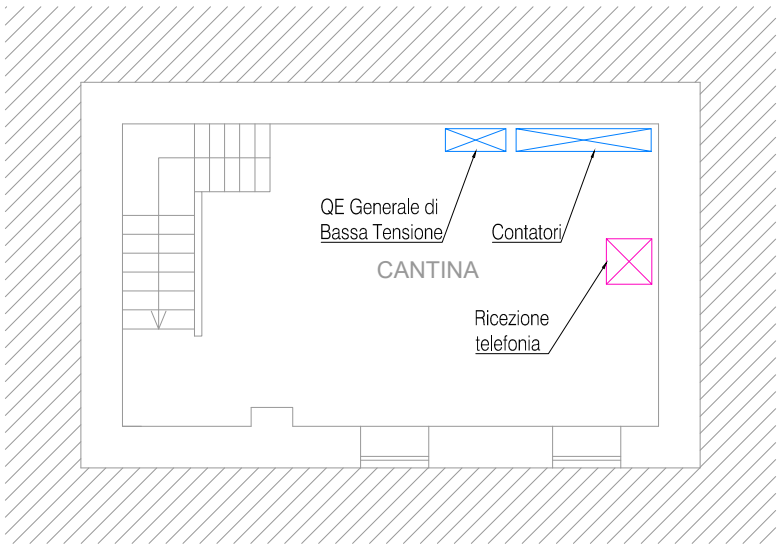 QE Generale di
Bassa Tensione
Contatori
CANTINA
Ricezione
telefonia